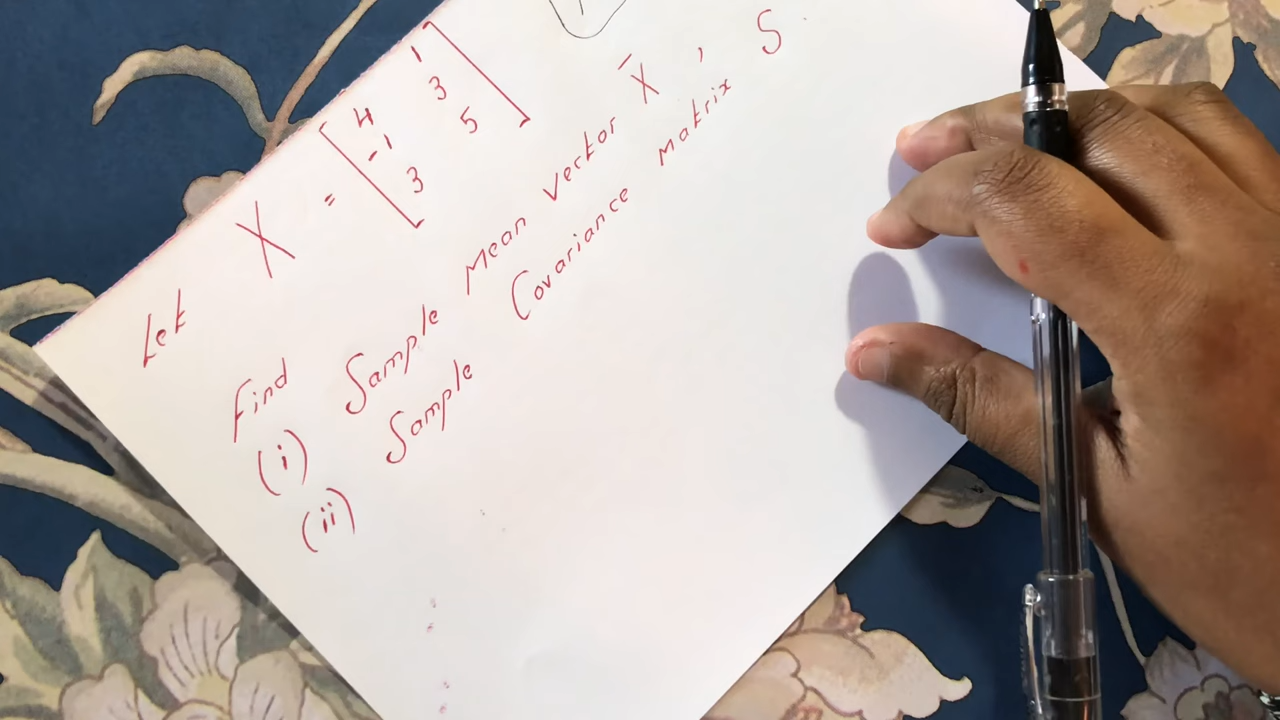 Let X = [ 4 1
-1 3
3 5 ]
Find
(i) Sample Mean Vector X̄ ,
(ii) Sample Covariance matrix S